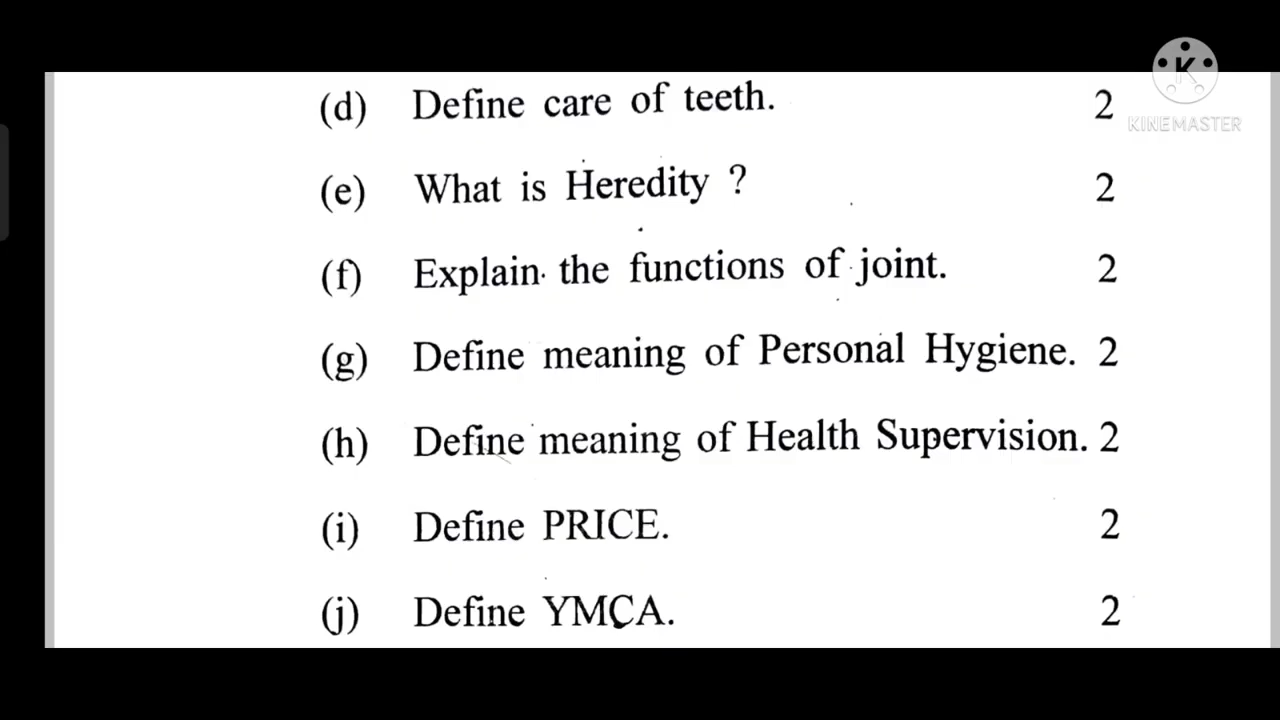 K
KINEMASTER
(d) Define care of teeth. 2
(e) What is Heredity ? 2
(f) Explain the functions of joint. 2
(g) Define meaning of Personal Hygiene. 2
(h) Define meaning of Health Supervision. 2
(i) Define PRICE. 2
(j) Define YMCA. 2